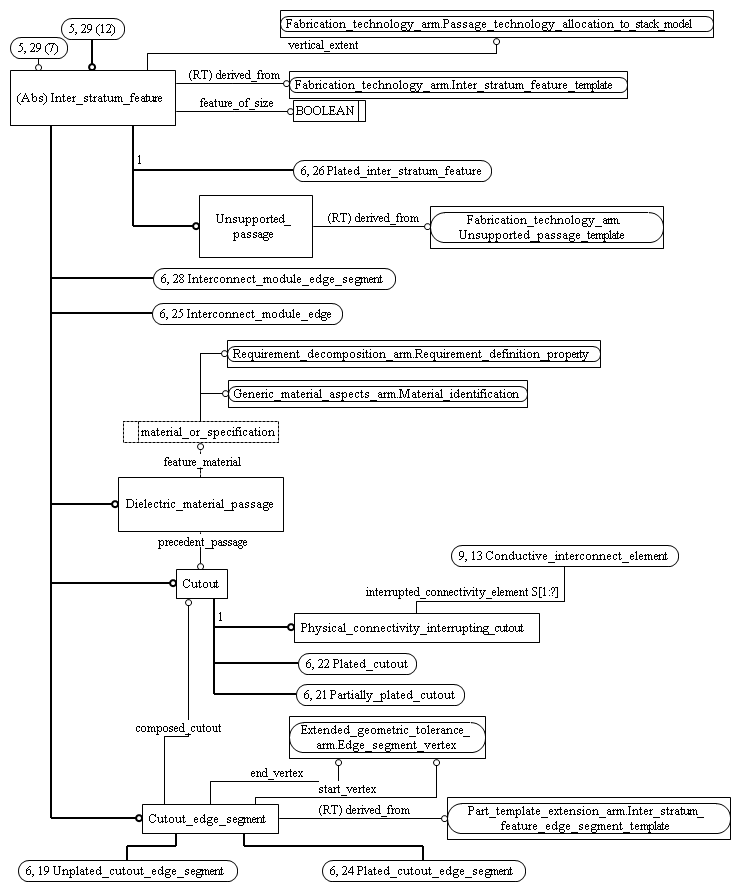 Fabrication_technology_arm.Passage_technology_allocation_to_stack_model
5, 29 (12)
5, 29 (7)
vertical_extent
(Abs) Inter_stratum_feature
(RT) derived_from
Fabrication_technology_arm.Inter_stratum_feature_template
feature_of_size
BOOLEAN
1
6, 26 Plated_inter_stratum_feature
Unsupported_
passage
(RT) derived_from
Fabrication_technology_arm.
Unsupported_passage_template
6, 28 Interconnect_module_edge_segment
6, 25 Interconnect_module_edge
Requirement_decomposition_arm.Requirement_definition_property
Generic_material_aspects_arm.Material_identification
material_or_specification
feature_material
Dielectric_material_passage
precedent_passage
9, 13 Conductive_interconnect_element
Cutout
interrupted_connectivity_element S[1:?]
1
Physical_connectivity_interrupting_cutout
6, 22 Plated_cutout
6, 21 Partially_plated_cutout
composed_cutout
Extended_geometric_tolerance_
arm.Edge_segment_vertex
end_vertex
start_vertex
Cutout_edge_segment
(RT) derived_from
Part_template_extension_arm.Inter_stratum_
feature_edge_segment_template
6, 19 Unplated_cutout_edge_segment
6, 24 Plated_cutout_edge_segment